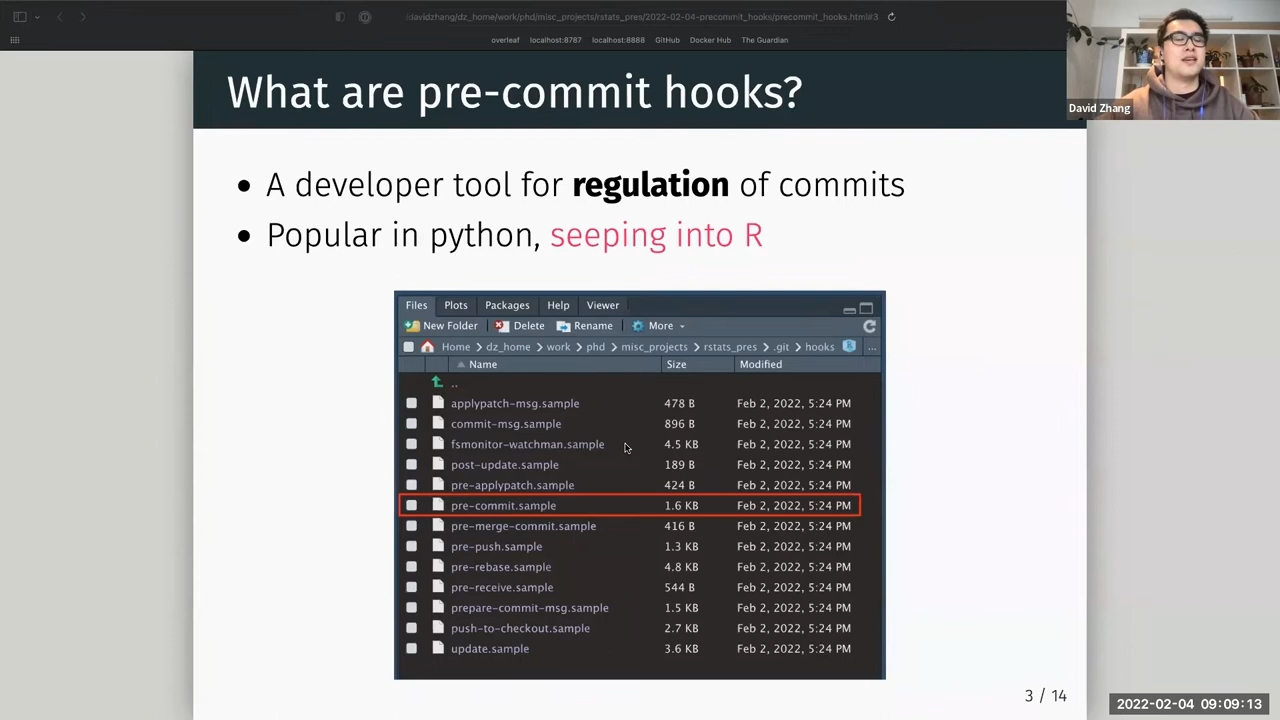 davidzhang/dz_home/work/phd/misc_projects/rstats_pres/2022-02-04-precommit_hooks/precommit_hooks.html#3
overleaf localhost:8787 localhost:8888 GitHub Docker Hub The Guardian
David Zhang
What are pre-commit hooks?
• A developer tool for regulation of commits
• Popular in python, seeping into R
Files Plots Packages Help Viewer
New Folder Delete Rename More
Home dz_home work phd misc_projects rstats_pres .git hooks ...
Name Size Modified
..
applypatch-msg.sample 478 B Feb 2, 2022, 5:24 PM
commit-msg.sample 896 B Feb 2, 2022, 5:24 PM
fsmonitor-watchman.sample 4.5 KB Feb 2, 2022, 5:24 PM
post-update.sample 189 B Feb 2, 2022, 5:24 PM
pre-applypatch.sample 424 B Feb 2, 2022, 5:24 PM
pre-commit.sample 1.6 KB Feb 2, 2022, 5:24 PM
pre-merge-commit.sample 416 B Feb 2, 2022, 5:24 PM
pre-push.sample 1.3 KB Feb 2, 2022, 5:24 PM
pre-rebase.sample 4.8 KB Feb 2, 2022, 5:24 PM
pre-receive.sample 544 B Feb 2, 2022, 5:24 PM
prepare-commit-msg.sample 1.5 KB Feb 2, 2022, 5:24 PM
push-to-checkout.sample 2.7 KB Feb 2, 2022, 5:24 PM
update.sample 3.6 KB Feb 2, 2022, 5:24 PM
3 / 14
2022-02-04 09:09:13